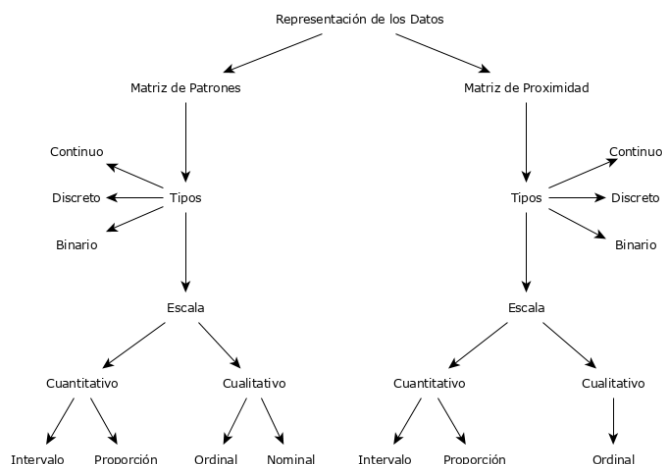 Representación de los Datos
Matriz de Patrones Matriz de Proximidad
Continuo Continuo
Discreto Tipos Tipos Discreto
Binario Binario
Escala Escala
Cuantitativo Cualitativo Cuantitativo Cualitativo
Intervalo Proporción Ordinal Nominal Intervalo Proporción Ordinal